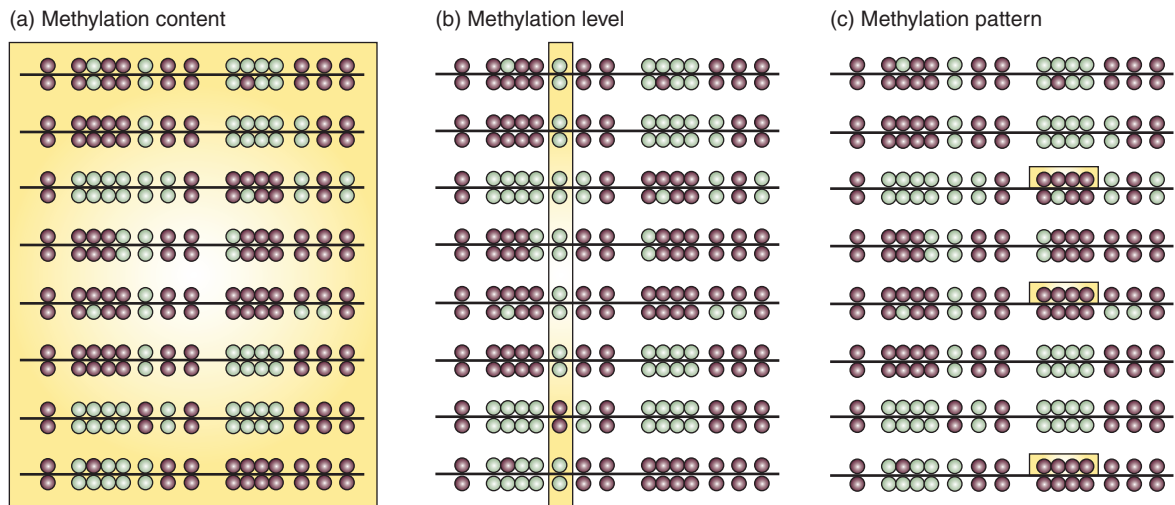 (a) Methylation content
(b) Methylation level
(c) Methylation pattern